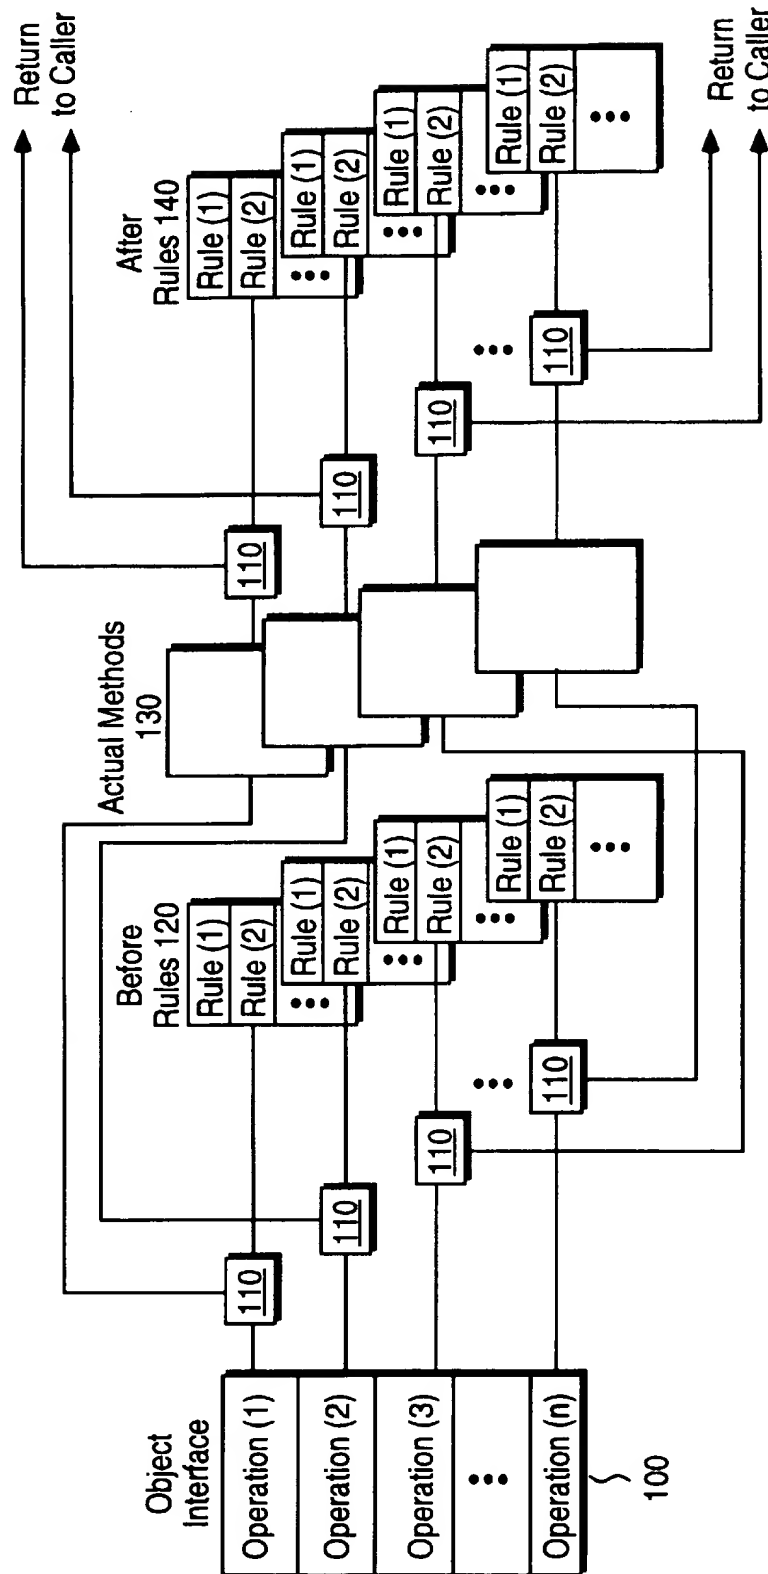 Object
Interface
Operation (1)
Operation (2)
Operation (3)
•••
Operation (n)
100
110
110
110
•••
110
Before
Rules 120
Rule (1)
Rule (2)
•••
Rule (1)
Rule (2)
•••
Rule (1)
Rule (2)
•••
Rule (1)
Rule (2)
•••
Actual Methods
130
110
110
110
•••
110
After
Rules 140
Rule (1)
Rule (2)
•••
Rule (1)
Rule (2)
•••
Rule (1)
Rule (2)
•••
Rule (1)
Rule (2)
•••
Return
to Caller
Return
to Caller